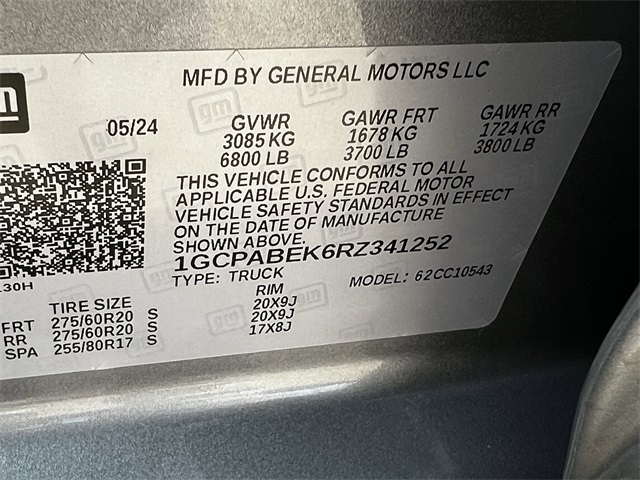 gm
MFD BY GENERAL MOTORS LLC
05/24 GVWR GAWR FRT GAWR RR
3085 KG 1678 KG 1724 KG
6800 LB 3700 LB 3800 LB
THIS VEHICLE CONFORMS TO ALL
APPLICABLE U.S. FEDERAL MOTOR
VEHICLE SAFETY STANDARDS IN EFFECT
ON THE DATE OF MANUFACTURE
SHOWN ABOVE
1GCPABEK6RZ341252
TYPE: TRUCK MODEL: 62CC10543
130H
TIRE SIZE RIM
FRT 275/60R20 S 20X9J
RR 275/60R20 S 20X9J
SPA 255/80R17 S 17X8J